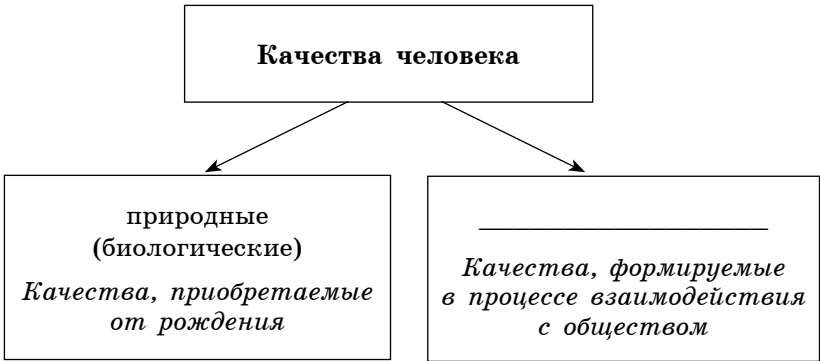 Качества человека
природные
(биологические)
Качества, приобретаемые
от рождения
Качества, формируемые
в процессе взаимодействия
с обществом